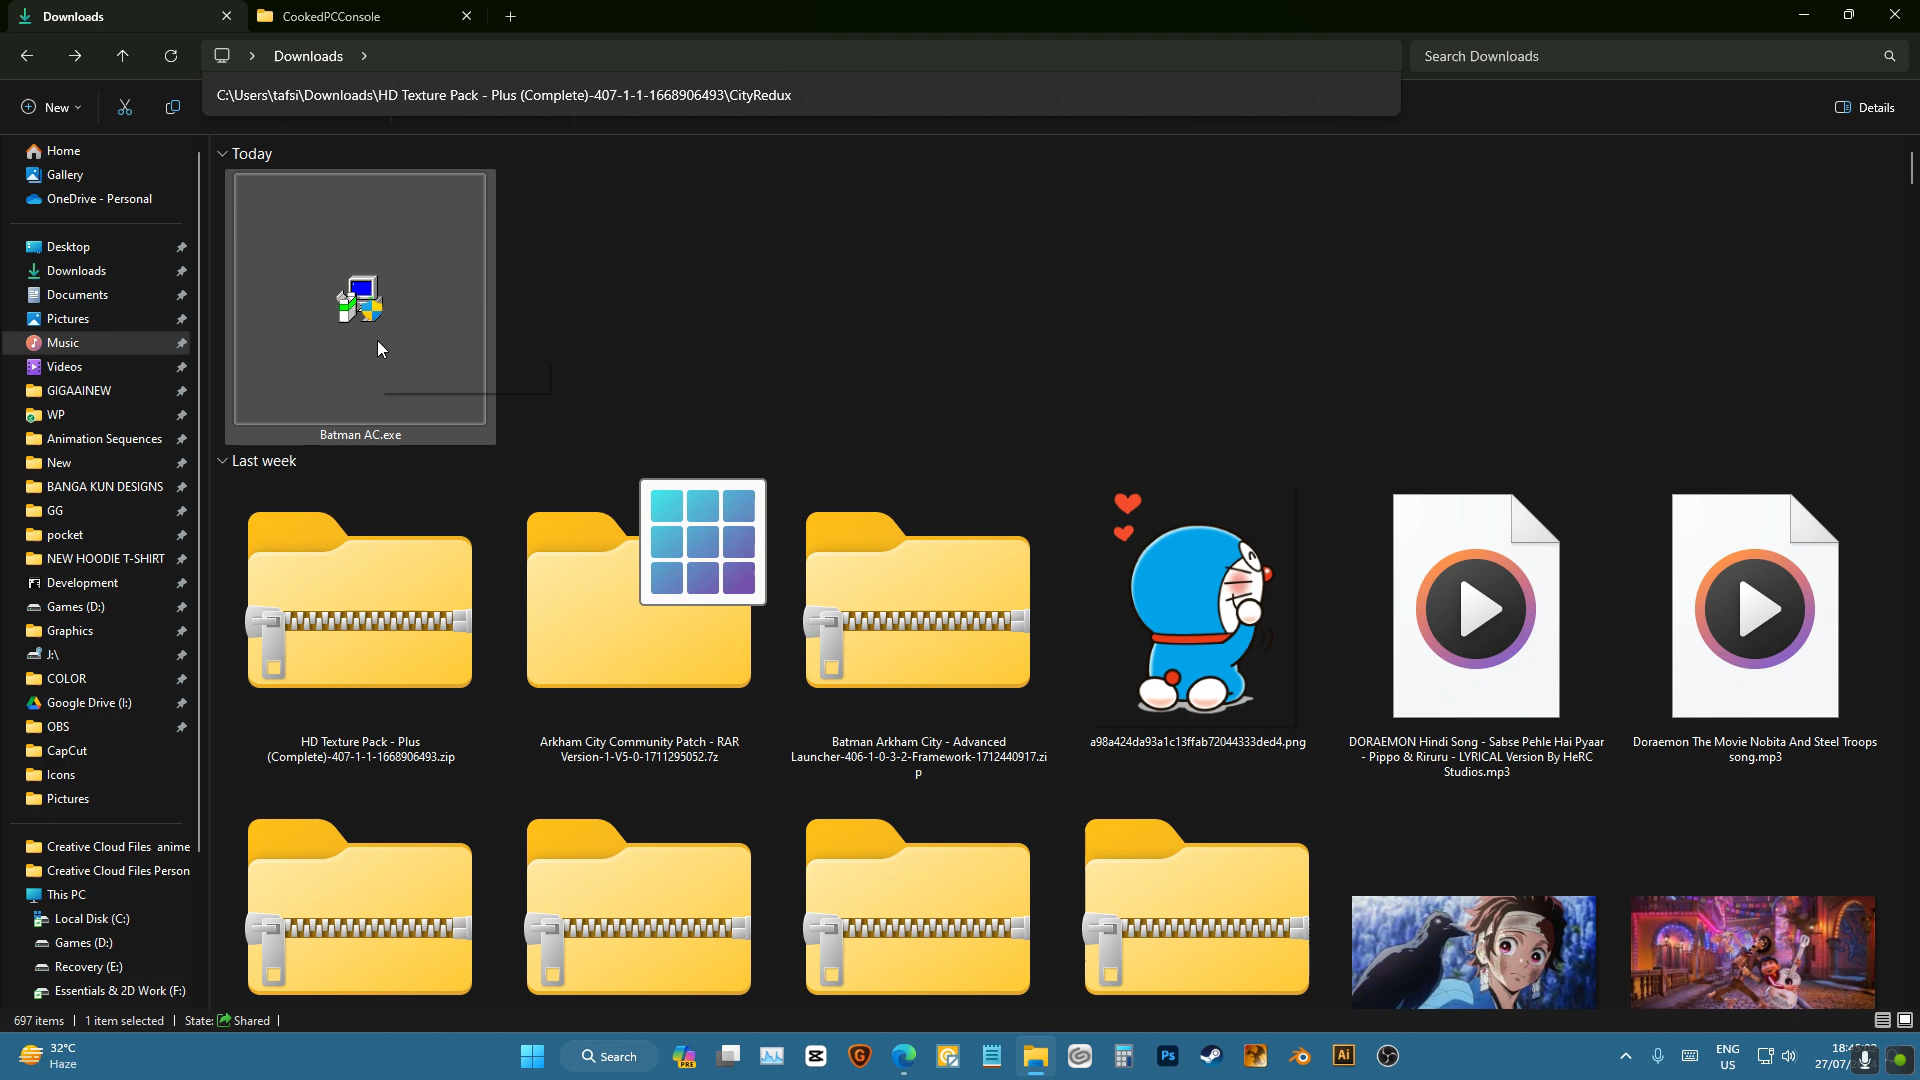 Downloads
CookedPCConsole
Downloads
Search Downloads
C:\Users\tafsi\Downloads\HD Texture Pack - Plus (Complete)-407-1-1-1668906493\CityRedux
New
Details
Home
Gallery
OneDrive - Personal
Desktop
Downloads
Documents
Pictures
Music
Videos
GIGAAINEW
WP
Animation Sequences
New
BANGA KUN DESIGNS
GG
pocket
NEW HOODIE T-SHIRT
Development
Games (D:)
Graphics
J:\
COLOR
Google Drive (I:)
OBS
CapCut
Icons
Pictures
Creative Cloud Files anime
Creative Cloud Files Person
This PC
Local Disk (C:)
Games (D:)
Recovery (E:)
Essentials & 2D Work (F:)
Today
Batman AC.exe
Last week
HD Texture Pack - Plus
(Complete)-407-1-1-1668906493.zip
Arkham City Community Patch - RAR
Version-1-V5-0-1711295052.7z
Batman Arkham City - Advanced
Launcher-406-1-0-3-2-Framework-1712440917.zi
p
a98a424da93a1c13ffab72044333ded4.png
DORAEMON Hindi Song - Sabse Pehle Hai Pyaar
- Pippo & Riruru - LYRICAL Version By HeRC
Studios.mp3
Doraemon The Movie Nobita And Steel Troops
song.mp3
697 items
1 item selected
State: Shared
32°C
Haze
Search
PRE
Ps
Ai
ENG
US
27/07/